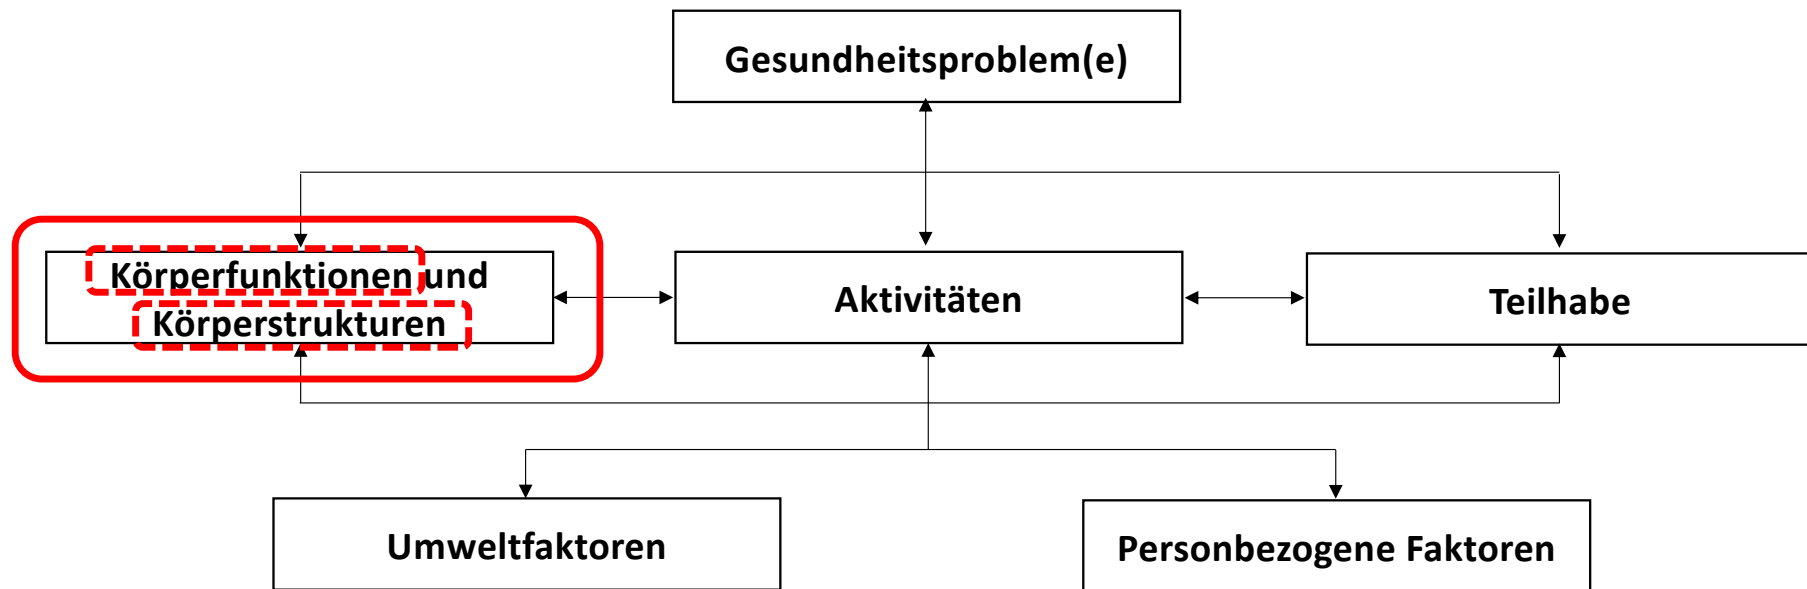 Gesundheitsproblem(e)
Körperfunktionen und
Körperstrukturen
Aktivitäten
Teilhabe
Umweltfaktoren
Personbezogene Faktoren